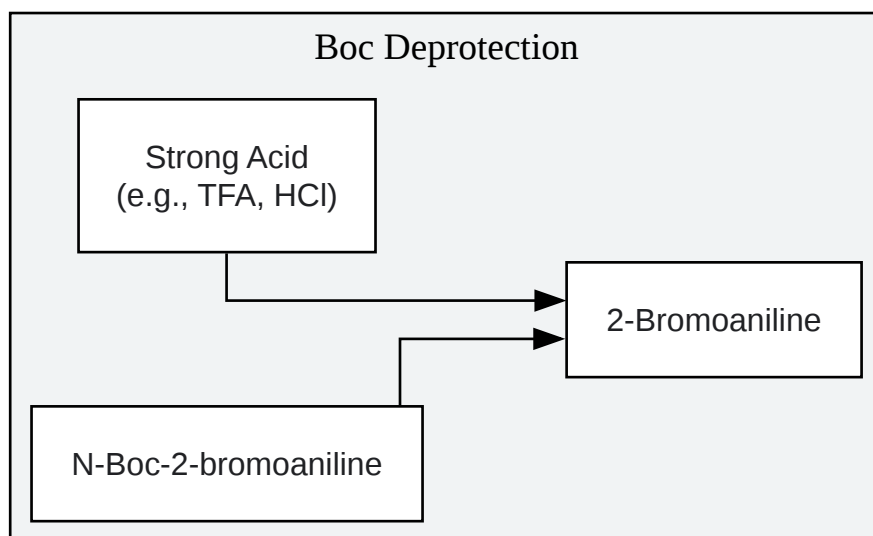 Boc Deprotection
Strong Acid
(e.g., TFA, HCl)
2-Bromoaniline
N-Boc-2-bromoaniline